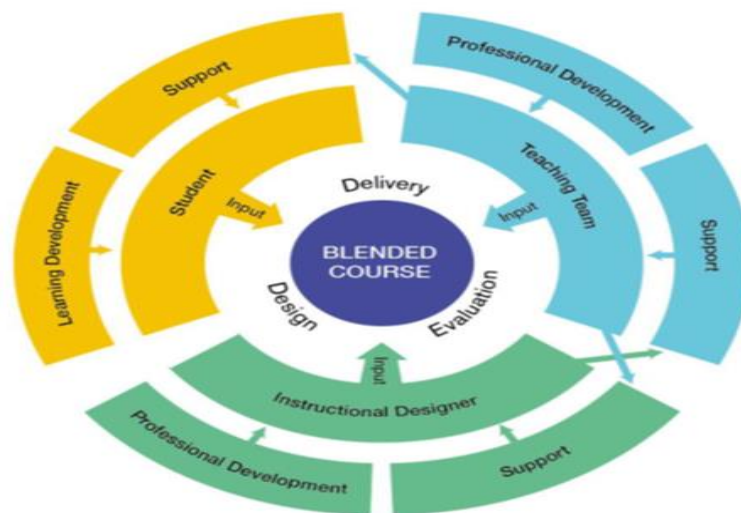 Support
Professional Development
Student
Teaching Team
Learning Development
Support
Input
Input
Delivery
BLENDED
COURSE
Design
Evaluation
Input
Instructional Designer
Professional Development
Support